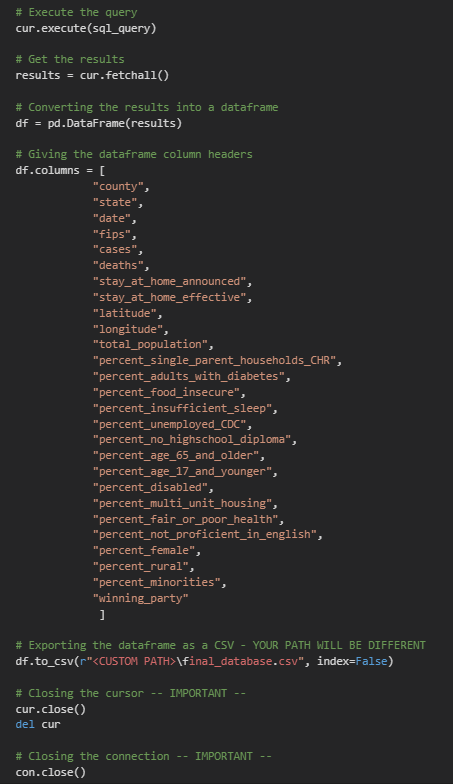 # Execute the query
cur.execute(sql_query)
# Get the results
results = cur.fetchall()
# Converting the results into a dataframe
df = pd.DataFrame(results)
# Giving the dataframe column headers
df.columns = [
"county",
"state",
"date",
"fips",
"cases",
"deaths",
"stay_at_home_announced",
"stay_at_home_effective",
"latitude",
"longitude",
"total_population",
"percent_single_parent_households_CHR",
"percent_adults_with_diabetes",
"percent_food_insecure",
"percent_insufficient_sleep",
"percent_unemployed_CDC",
"percent_no_highschool_diploma",
"percent_age_65_and_older",
"percent_age_17_and_younger",
"percent_disabled",
"percent_multi_unit_housing",
"percent_fair_or_poor_health",
"percent_not_proficient_in_english",
"percent_female",
"percent_rural",
"percent_minorities",
"winning_party"
]
# Exporting the dataframe as a CSV - YOUR PATH WILL BE DIFFERENT
df.to_csv(r"<CUSTOM PATH>\final_database.csv", index=False)
# Closing the cursor -- IMPORTANT --
cur.close()
del cur
# Closing the connection -- IMPORTANT --
con.close()